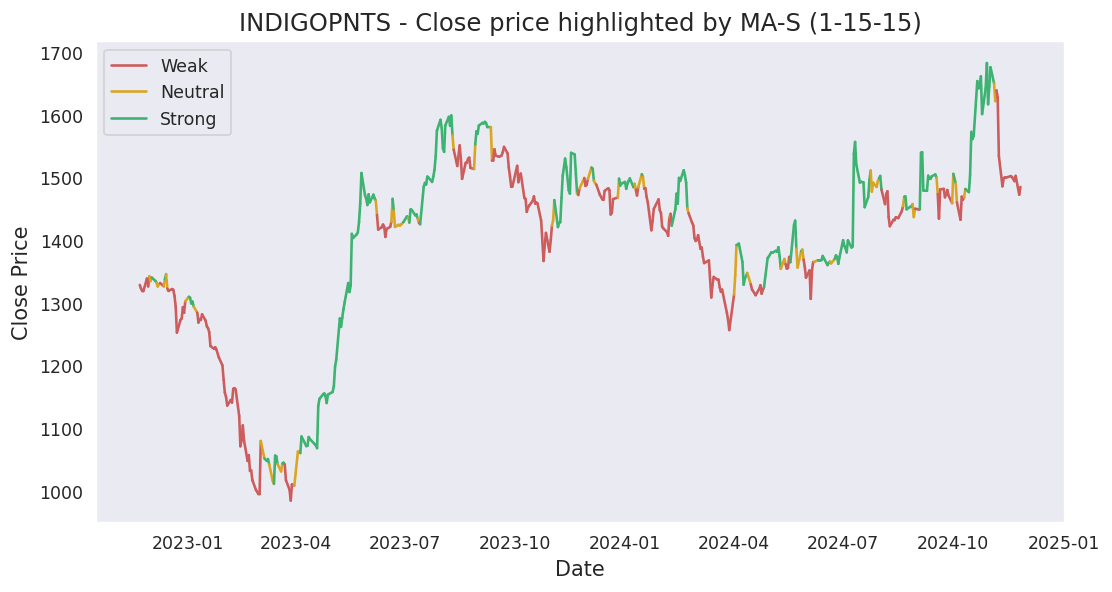 INDIGOPNTS - Close price highlighted by MA-S (1-15-15)
Weak
Neutral
Strong
Close Price
1700
1600
1500
1400
1300
1200
1100
1000
2023-01 2023-04 2023-07 2023-10 2024-01 2024-04 2024-07 2024-10 2025-01
Date